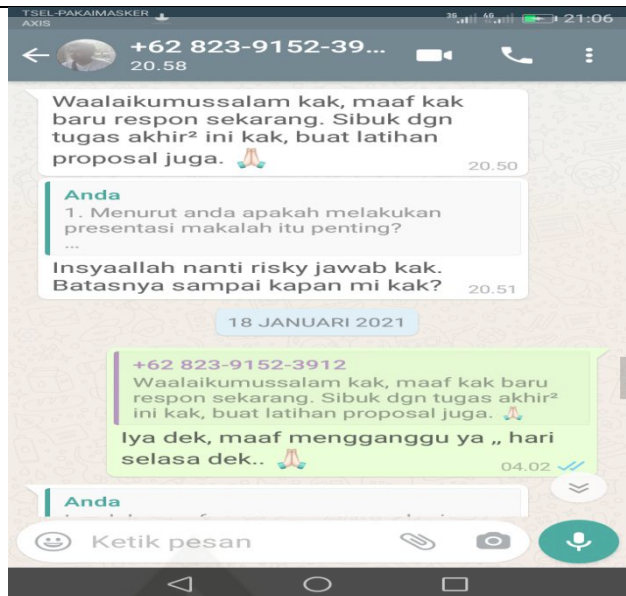 TSEL-PAKAIMASKER
AXIS
3G
4G
21:06
+62 823-9152-39...
20.58
Waalaikumussalam kak, maaf kak
baru respon sekarang. Sibuk dgn
tugas akhir² ini kak, buat latihan
proposal juga. 🙏🏻
20.50
Anda
1. Menurut anda apakah melakukan
presentasi makalah itu penting?
...
Insyaallah nanti risky jawab kak.
Batasnya sampai kapan mi kak?
20.51
18 JANUARI 2021
+62 823-9152-3912
Waalaikumussalam kak, maaf kak baru
respon sekarang. Sibuk dgn tugas akhir²
ini kak, buat latihan proposal juga. 🙏🏻
Iya dek, maaf mengganggu ya ,, hari
selasa dek.. 🙏🏻
04.02
Anda
Ketik pesan